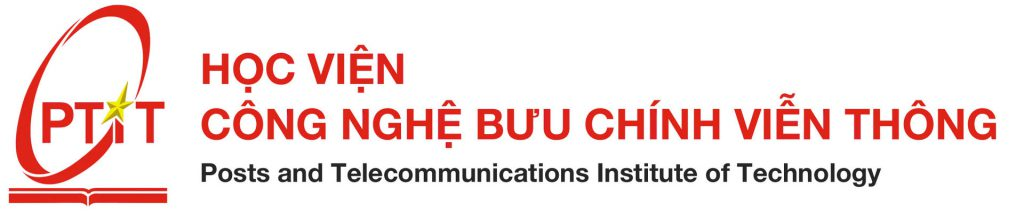 PTIT
HỌC VIỆN
CÔNG NGHỆ BƯU CHÍNH VIỄN THÔNG
Posts and Telecommunications Institute of Technology